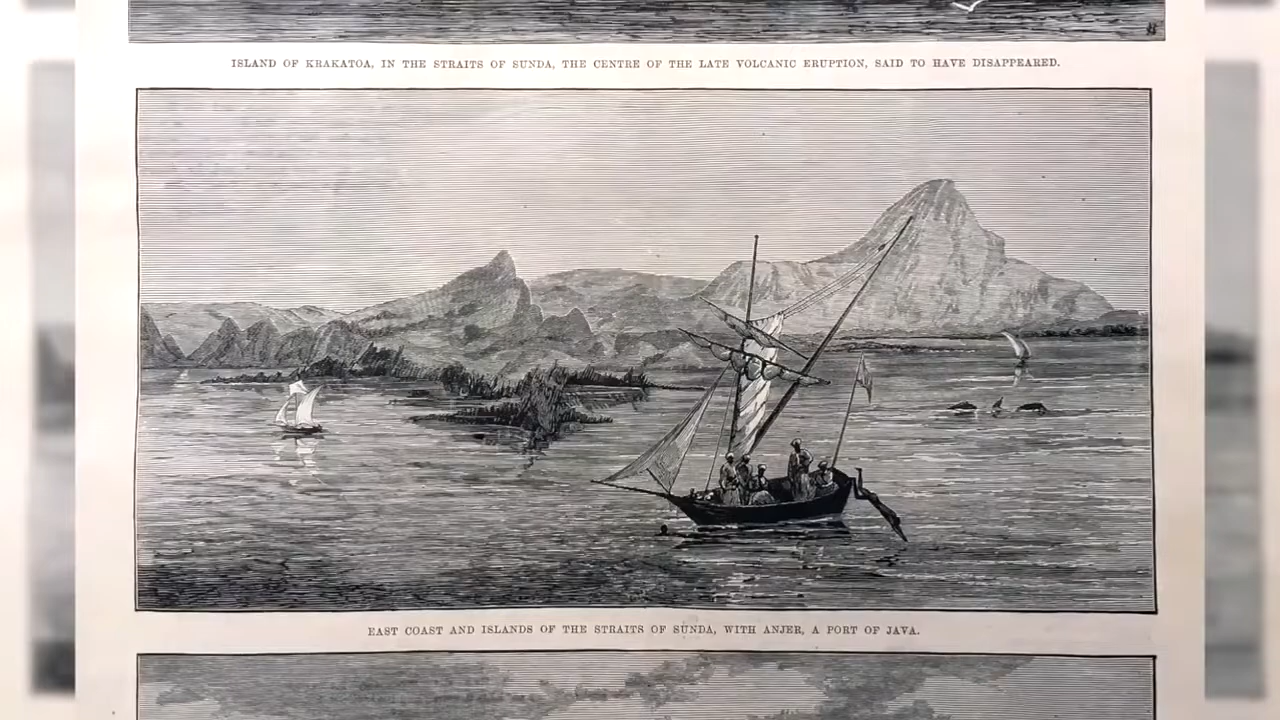 ISLAND OF KRAKATOA, IN THE STRAITS OF SUNDA, THE CENTRE OF THE LATE VOLCANIC ERUPTION, SAID TO HAVE DISAPPEARED.
EAST COAST AND ISLANDS OF THE STRAITS OF SUNDA, WITH ANJER, A PORT OF JAVA.